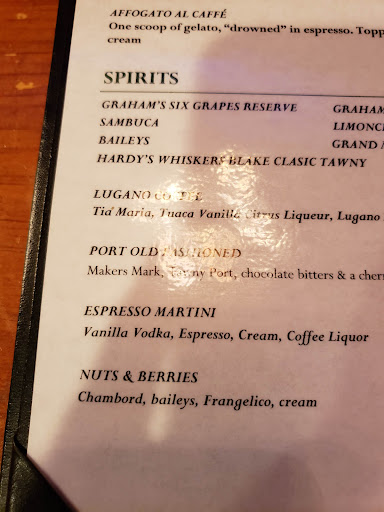 AFFOGATO AL CAFFÉ
One scoop of gelato, “drowned” in espresso. Topp
cream
SPIRITS
GRAHAM'S SIX GRAPES RESERVE GRAHAM
SAMBUCA LIMONC
BAILEYS GRAND
HARDY'S WHISKERS BLAKE CLASIC TAWNY
LUGANO COFFEE
Tia Maria, Tuaca Vanilla Citrus Liqueur, Lugano
PORT OLD FASHIONED
Makers Mark, Tawny Port, chocolate bitters & a cher
ESPRESSO MARTINI
Vanilla Vodka, Espresso, Cream, Coffee Liquor
NUTS & BERRIES
Chambord, baileys, Frangelico, cream